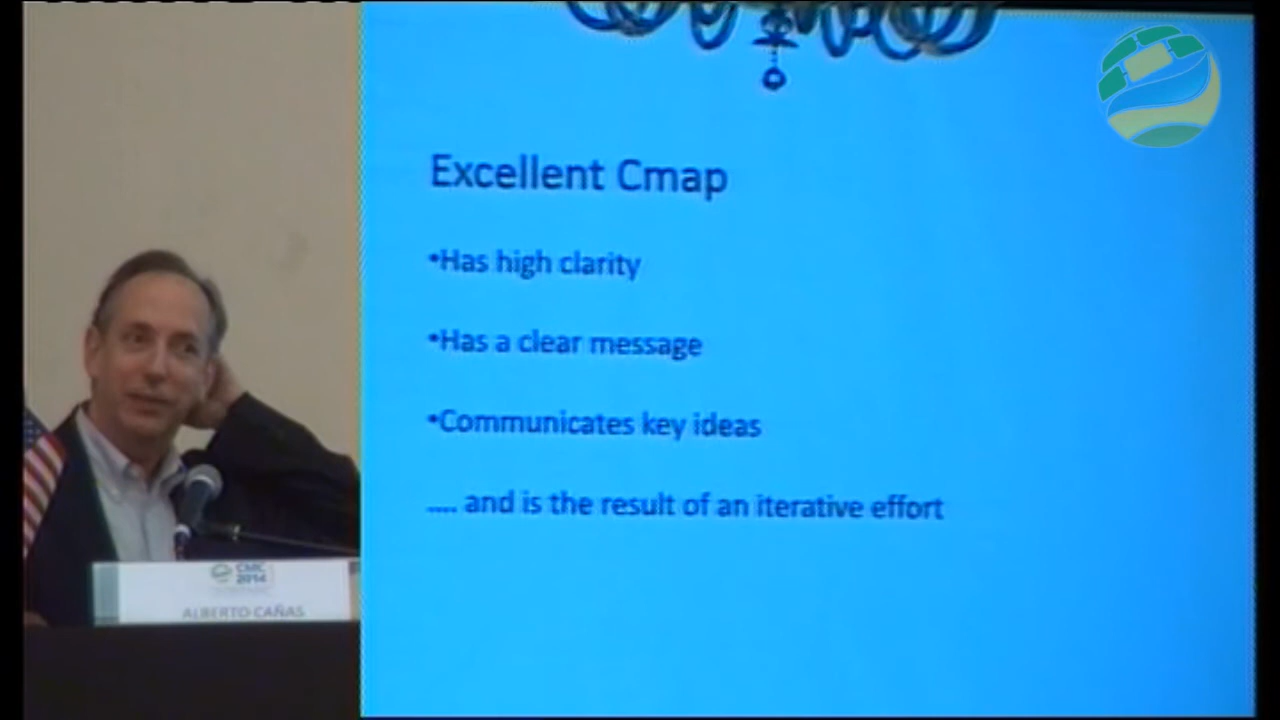 Excellent Cmap
•Has high clarity
•Has a clear message
•Communicates key ideas
.... and is the result of an iterative effort
CMC
2014
ALBERTO CAÑAS